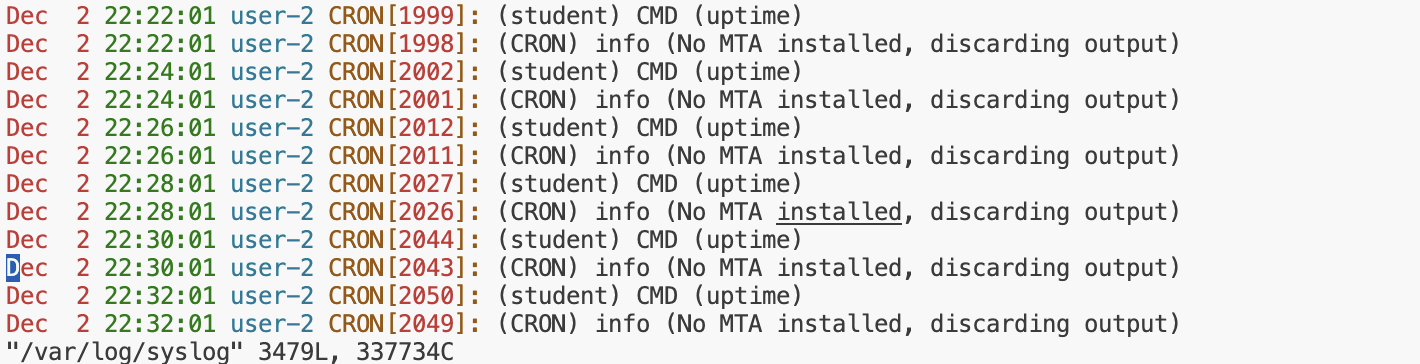 Dec  2 22:22:01 user-2 CRON[1999]: (student) CMD (uptime)
Dec  2 22:22:01 user-2 CRON[1998]: (CRON) info (No MTA installed, discarding output)
Dec  2 22:24:01 user-2 CRON[2002]: (student) CMD (uptime)
Dec  2 22:24:01 user-2 CRON[2001]: (CRON) info (No MTA installed, discarding output)
Dec  2 22:26:01 user-2 CRON[2012]: (student) CMD (uptime)
Dec  2 22:26:01 user-2 CRON[2011]: (CRON) info (No MTA installed, discarding output)
Dec  2 22:28:01 user-2 CRON[2027]: (student) CMD (uptime)
Dec  2 22:28:01 user-2 CRON[2026]: (CRON) info (No MTA installed, discarding output)
Dec  2 22:30:01 user-2 CRON[2044]: (student) CMD (uptime)
Dec  2 22:30:01 user-2 CRON[2043]: (CRON) info (No MTA installed, discarding output)
Dec  2 22:32:01 user-2 CRON[2050]: (student) CMD (uptime)
Dec  2 22:32:01 user-2 CRON[2049]: (CRON) info (No MTA installed, discarding output)
"/var/log/syslog" 3479L, 337734C